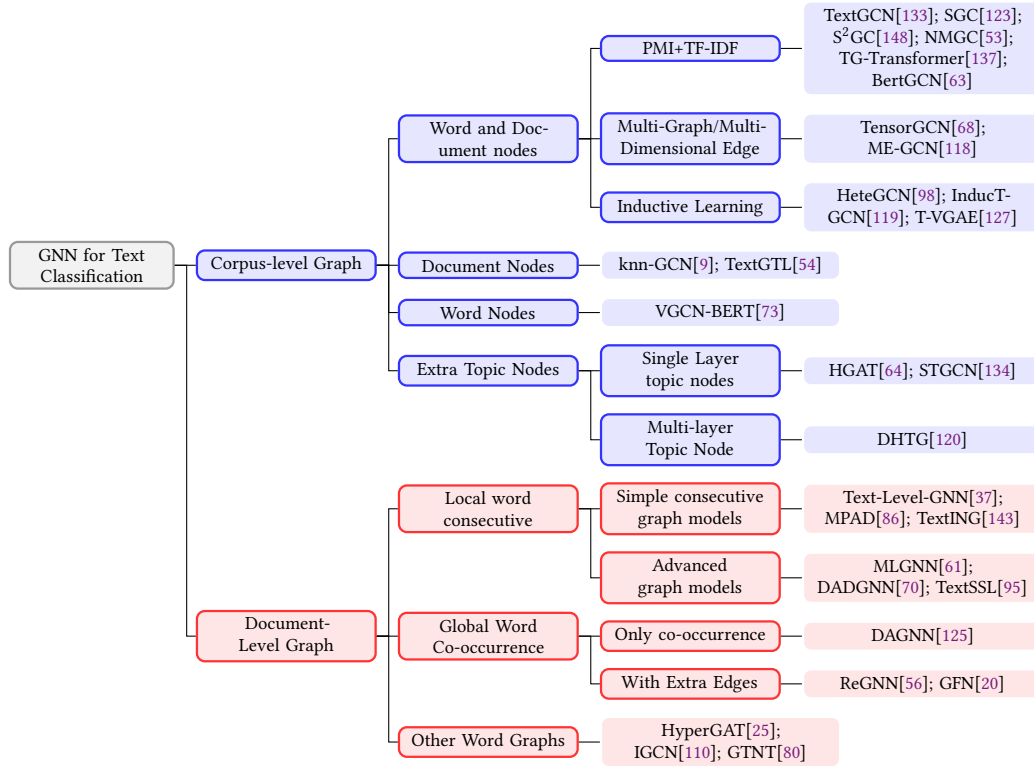 TextGCN[133]; SGC[123];
S²GC[148]; NMGC[53];
TG-Transformer[137];
BertGCN[63]
PMI+TF-IDF
Word and Doc-
ument nodes
Multi-Graph/Multi-
Dimensional Edge
TensorGCN[68];
ME-GCN[118]
Inductive Learning
HeteGCN[98]; InducT-
GCN[119]; T-VGAE[127]
GNN for Text
Classification
Corpus-level Graph
Document Nodes
knn-GCN[9]; TextGTL[54]
Word Nodes
VGCN-BERT[73]
Extra Topic Nodes
Single Layer
topic nodes
HGAT[64]; STGCN[134]
Multi-layer
Topic Node
DHTG[120]
Local word
consecutive
Simple consecutive
graph models
Text-Level-GNN[37];
MPAD[86]; TextING[143]
Advanced
graph models
MLGNN[61];
DADGNN[70]; TextSSL[95]
Document-
Level Graph
Global Word
Co-occurrence
Only co-occurrence
DAGNN[125]
With Extra Edges
ReGNN[56]; GFN[20]
Other Word Graphs
HyperGAT[25];
IGCN[110]; GTNT[80]